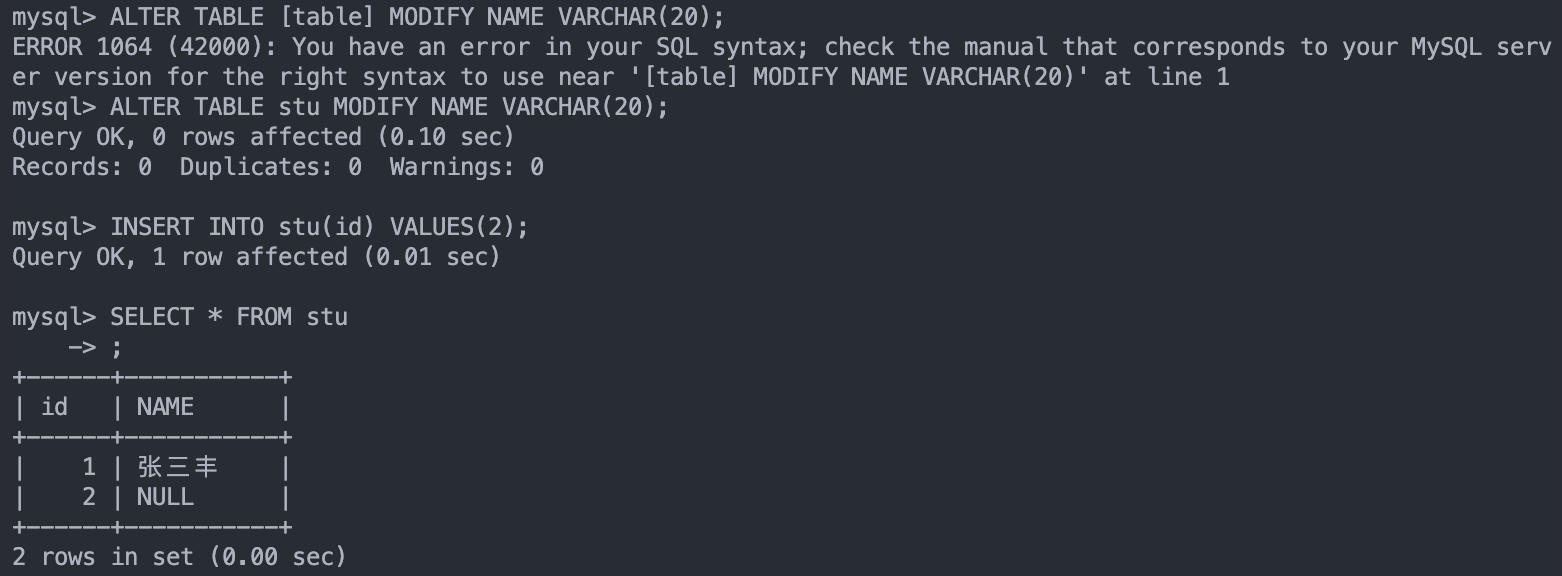 mysql> ALTER TABLE [table] MODIFY NAME VARCHAR(20);
ERROR 1064 (42000): You have an error in your SQL syntax; check the manual that corresponds to your MySQL serv
er version for the right syntax to use near '[table] MODIFY NAME VARCHAR(20)' at line 1
mysql> ALTER TABLE stu MODIFY NAME VARCHAR(20);
Query OK, 0 rows affected (0.10 sec)
Records: 0  Duplicates: 0  Warnings: 0

mysql> INSERT INTO stu(id) VALUES(2);
Query OK, 1 row affected (0.01 sec)

mysql> SELECT * FROM stu
    -> ;
+------+-----------+
| id   | NAME      |
+------+-----------+
|    1 | 张三丰    |
|    2 | NULL      |
+------+-----------+
2 rows in set (0.00 sec)